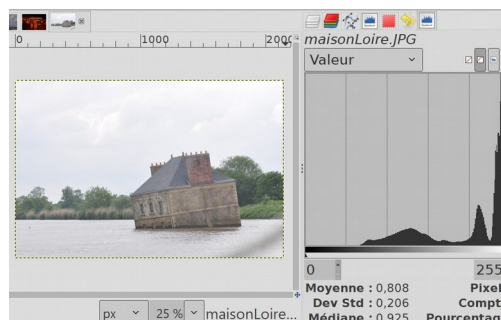 0 1000 2000
maisonLoire.JPG
Valeur
0 255
Moyenne : 0,808 Pixel
Dev Std : 0,206 Compt
Médiane : 0,925 Pourcentag
px 25 % maisonLoire...